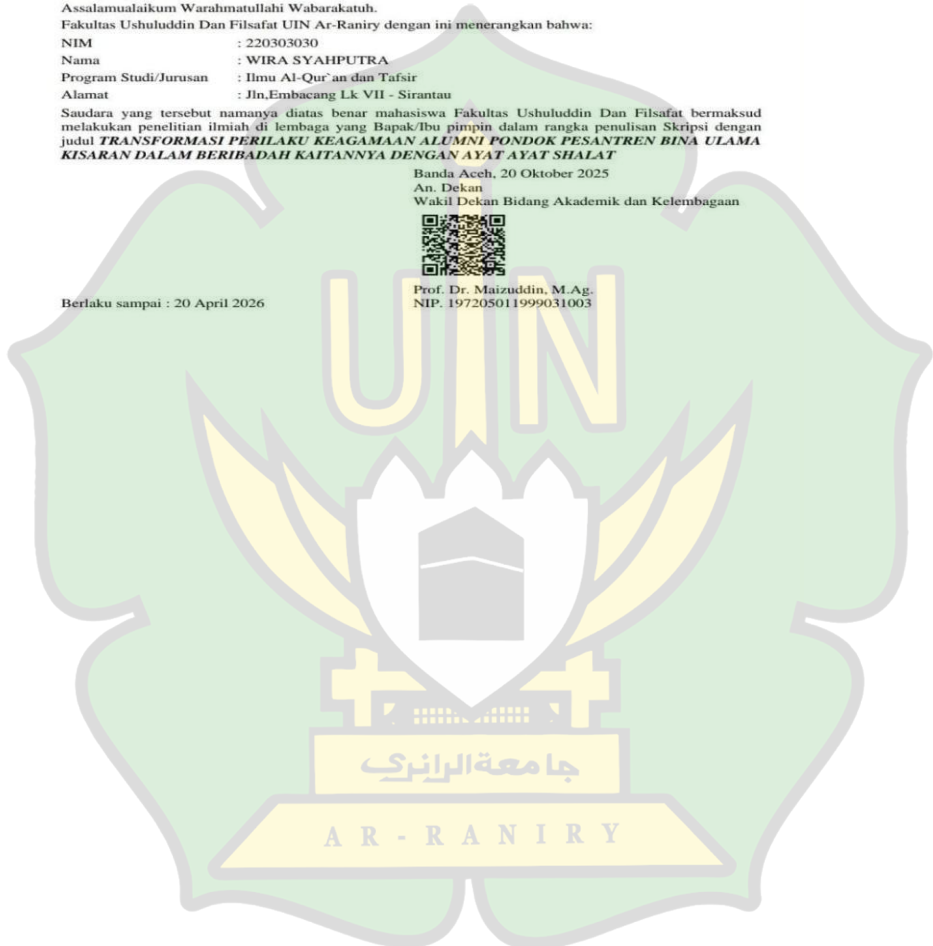 Assalamualaikum Warahmatullahi Wabarakatuh.
Fakultas Ushuluddin Dan Filsafat UIN Ar-Raniry dengan ini menerangkan bahwa:
NIM : 220303030
Nama : WIRA SYAHPUTRA
Program Studi/Jurusan : Ilmu Al-Qur`an dan Tafsir
Alamat : Jln,Embacang Lk VII - Sirantau
Saudara yang tersebut namanya diatas benar mahasiswa Fakultas Ushuluddin Dan Filsafat bermaksud
melakukan penelitian ilmiah di lembaga yang Bapak/Ibu pimpin dalam rangka penulisan Skripsi dengan
judul TRANSFORMASI PERILAKU KEAGAMAAN ALUMNI PONDOK PESANTREN BINA ULAMA
KISARAN DALAM BERIBADAH KAITANNYA DENGAN AYAT AYAT SHALAT
Banda Aceh, 20 Oktober 2025
An. Dekan
Wakil Dekan Bidang Akademik dan Kelembagaan
Prof. Dr. Maizuddin, M.Ag.
Berlaku sampai : 20 April 2026 NIP. 197205011999031003
UIN
جامعة الرانري
AR-RANIRY